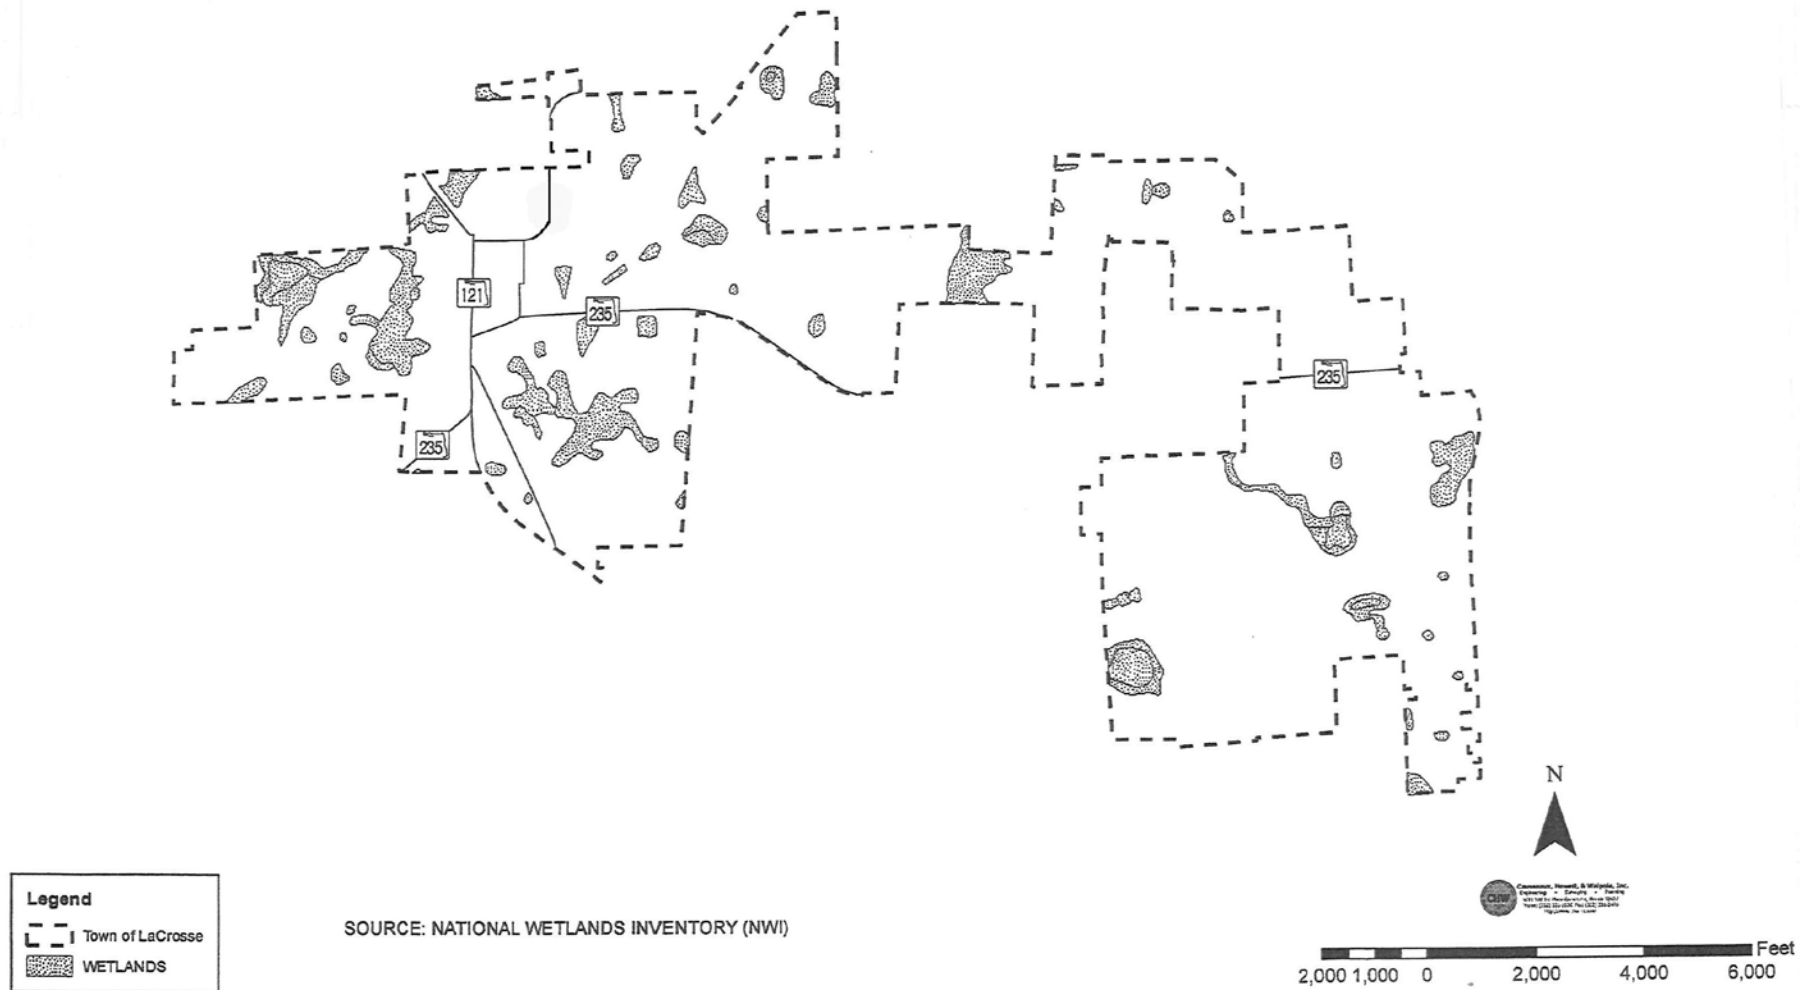 121
235
235
235
N
CHW
Feet
2,000 1,000 0 2,000 4,000 6,000
Legend
Town of LaCrosse
WETLANDS
SOURCE: NATIONAL WETLANDS INVENTORY (NWI)